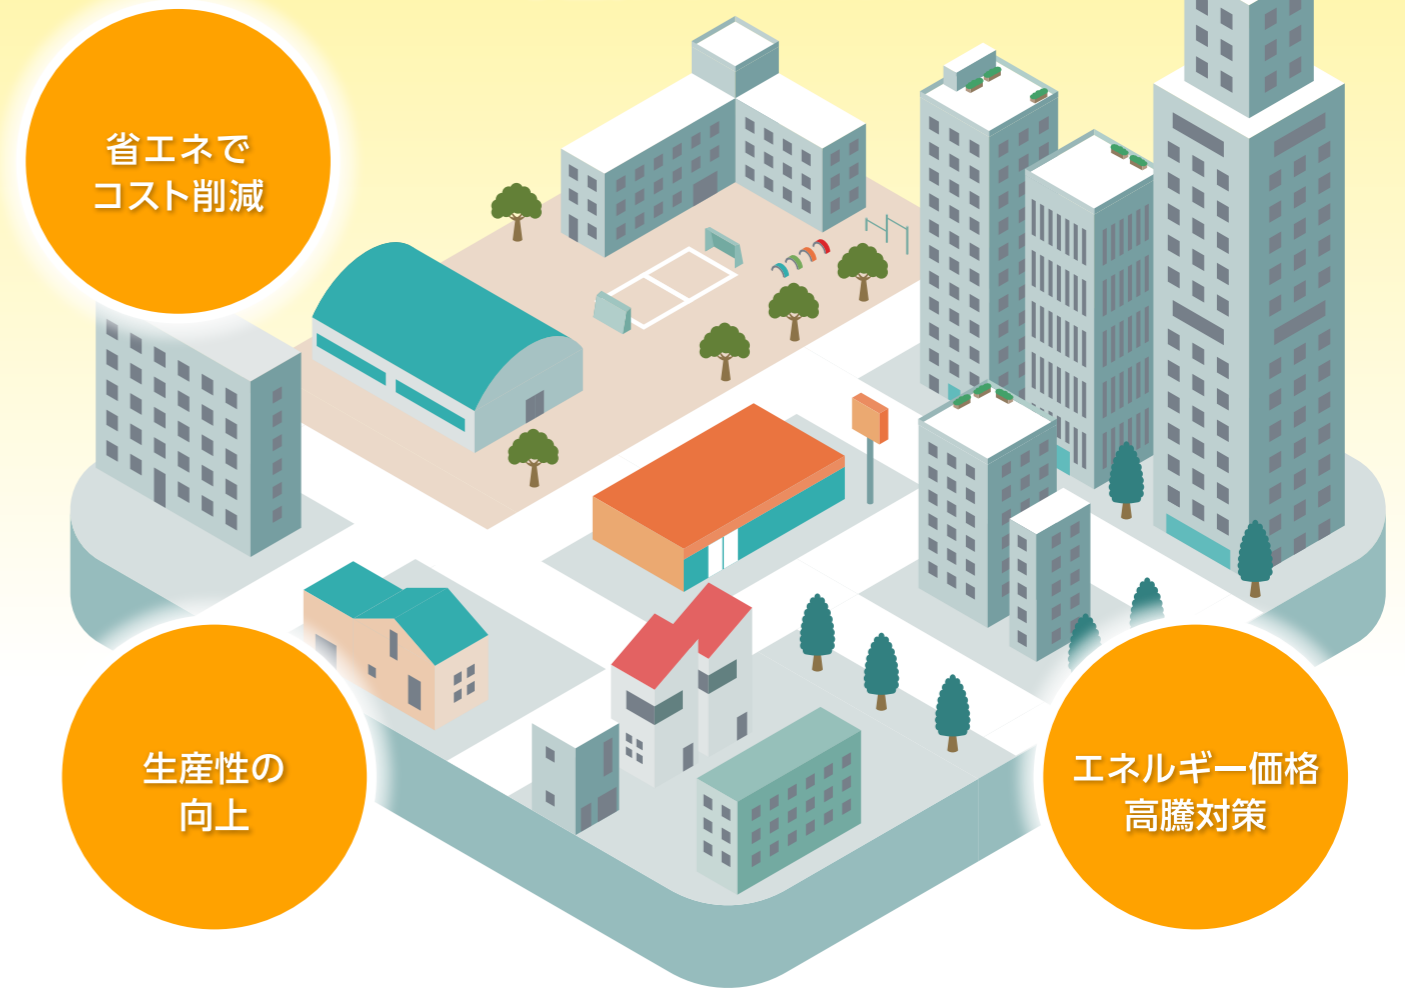 省エネで
コスト削減
生産性の
向上
エネルギー価格
高騰対策